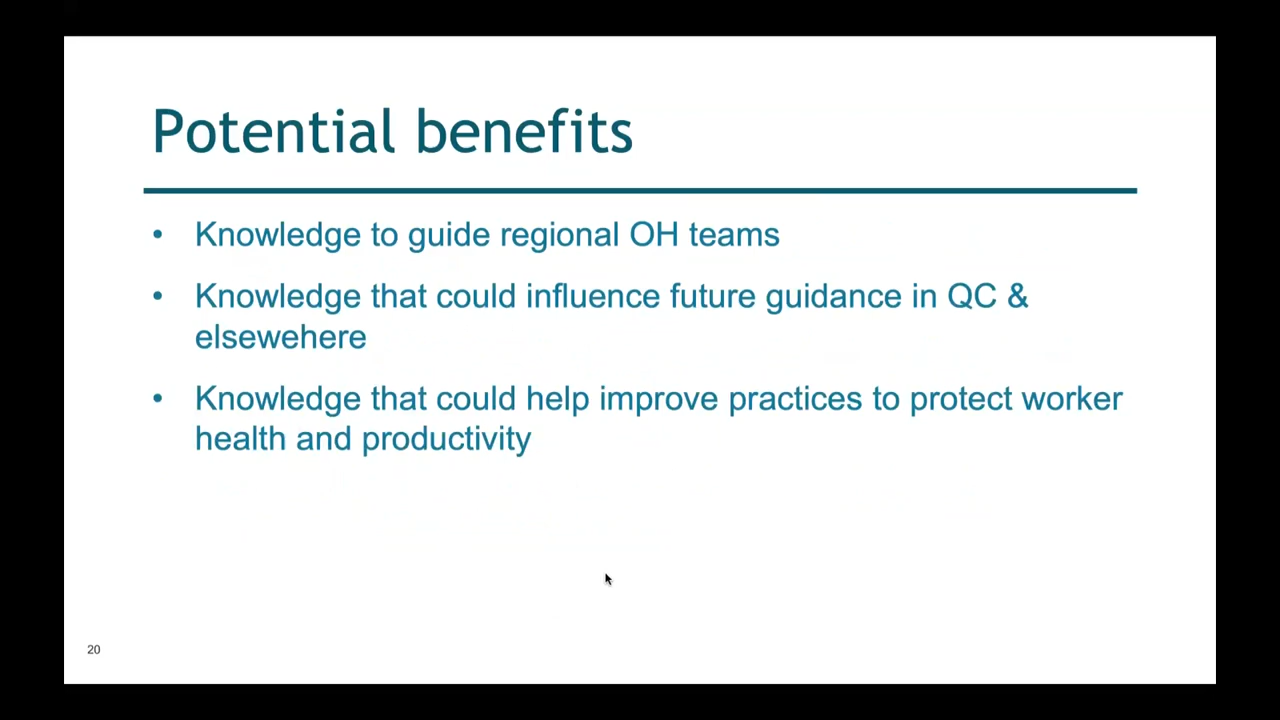 Potential benefits
• Knowledge to guide regional OH teams
• Knowledge that could influence future guidance in QC &
elsewehere
• Knowledge that could help improve practices to protect worker
health and productivity
20